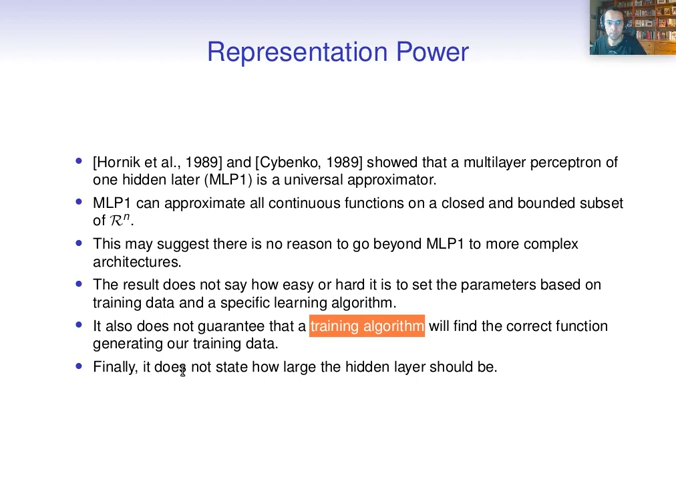 Representation Power
[Hornik et al., 1989] and [Cybenko, 1989] showed that a multilayer perceptron of
one hidden later (MLP1) is a universal approximator.
MLP1 can approximate all continuous functions on a closed and bounded subset
of ℛⁿ.
This may suggest there is no reason to go beyond MLP1 to more complex
architectures.
The result does not say how easy or hard it is to set the parameters based on
training data and a specific learning algorithm.
It also does not guarantee that a training algorithm will find the correct function
generating our training data.
Finally, it does not state how large the hidden layer should be.